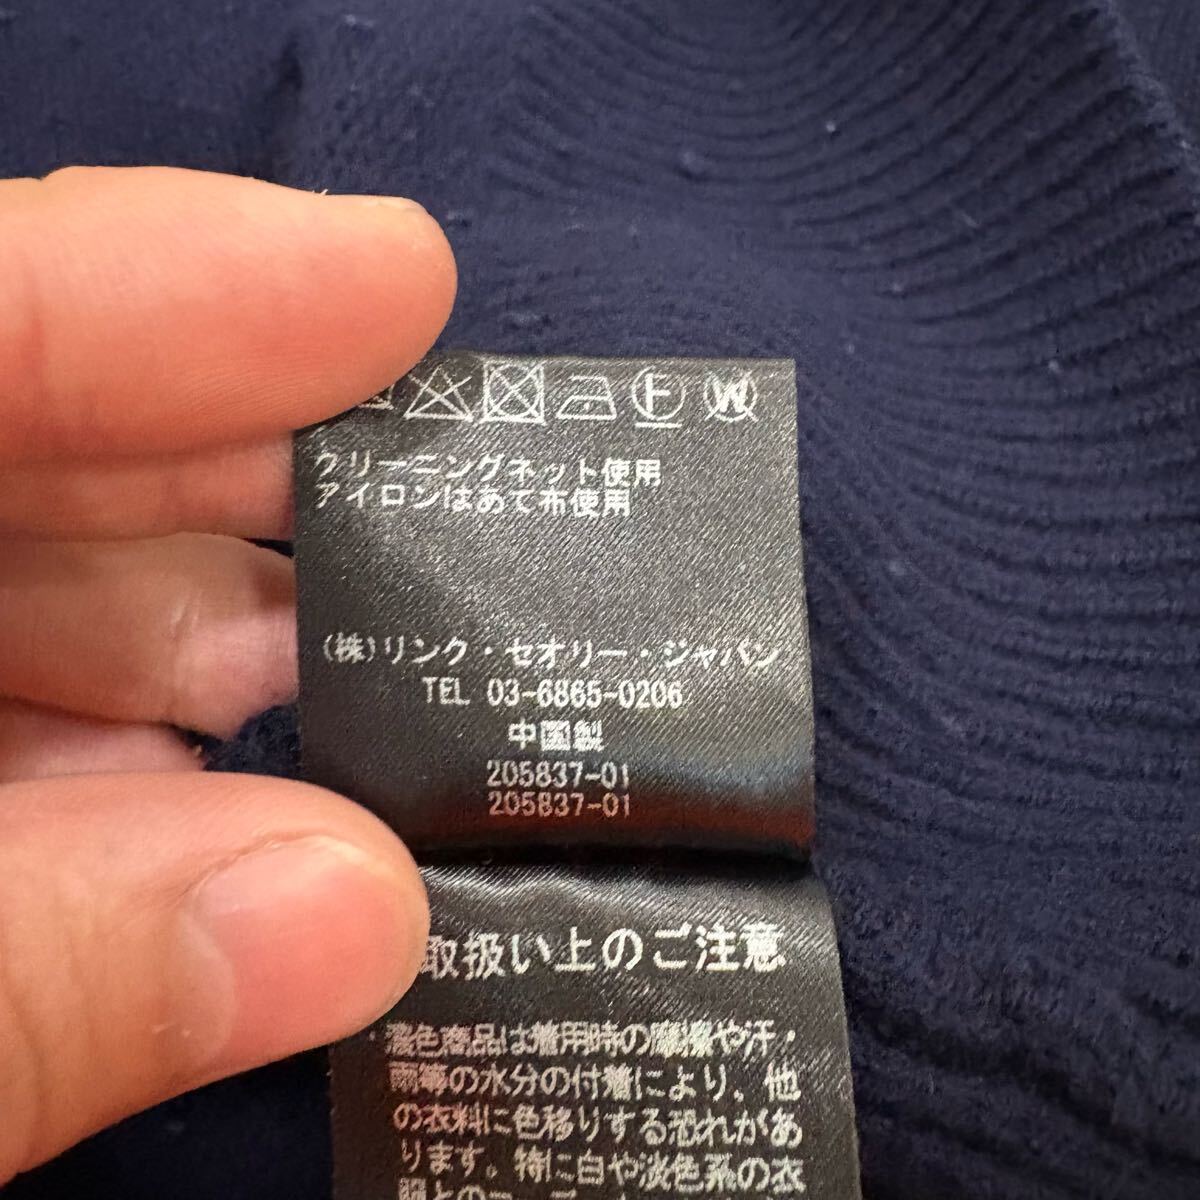 F W
クリーニングネット使用
アイロンはあて布使用
(株)リンク・セオリー・ジャパン
TEL 03-6865-0206
中国製
205837-01
205837-01
取扱い上のご注意
・濃色商品は着用時の摩擦や汗・
雨等の水分の付着により、他
の衣料に色移りする恐れがあ
ります。特に白や淡色系の衣
服との